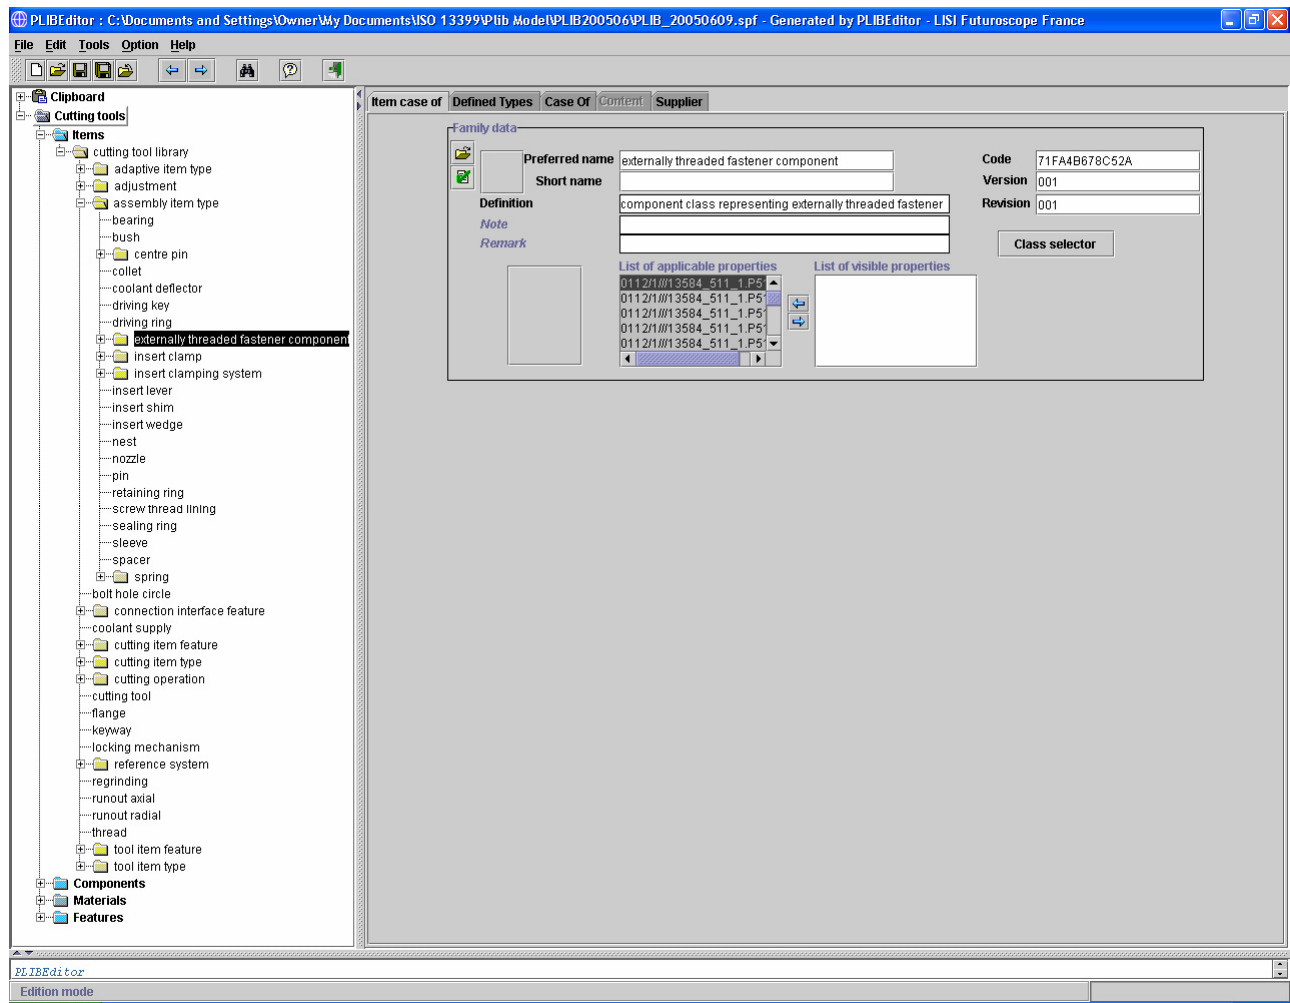 PLIBEditor : C:\Documents and Settings\Owner\My Documents\ISO 13399\Plib Model\PLIB200506\PLIB_20050609.spf - Generated by PLIBEditor - LISI Futuroscope France
File Edit Tools Option Help
Clipboard
Cutting tools
Items
cutting tool library
adaptive item type
adjustment
assembly item type
bearing
bush
centre pin
collet
coolant deflector
driving key
driving ring
externally threaded fastener component
insert clamp
insert clamping system
insert lever
insert shim
insert wedge
nest
nozzle
pin
retaining ring
screw thread lining
sealing ring
sleeve
spacer
spring
bolt hole circle
connection interface feature
coolant supply
cutting item feature
cutting item type
cutting operation
cutting tool
flange
keyway
locking mechanism
reference system
regrinding
runout axial
runout radial
thread
tool item feature
tool item type
Components
Materials
Features
Item case of Defined Types Case Of Content Supplier
Family data
Preferred name externally threaded fastener component
Short name
Definition component class representing externally threaded fastener
Note
Remark
Code 71FA4B678C52A
Version 001
Revision 001
Class selector
List of applicable properties List of visible properties
0112/1///13584_511_1.P5
0112/1///13584_511_1.P5
0112/1///13584_511_1.P5
0112/1///13584_511_1.P5
0112/1///13584_511_1.P5
PLIBEditor
Edition mode